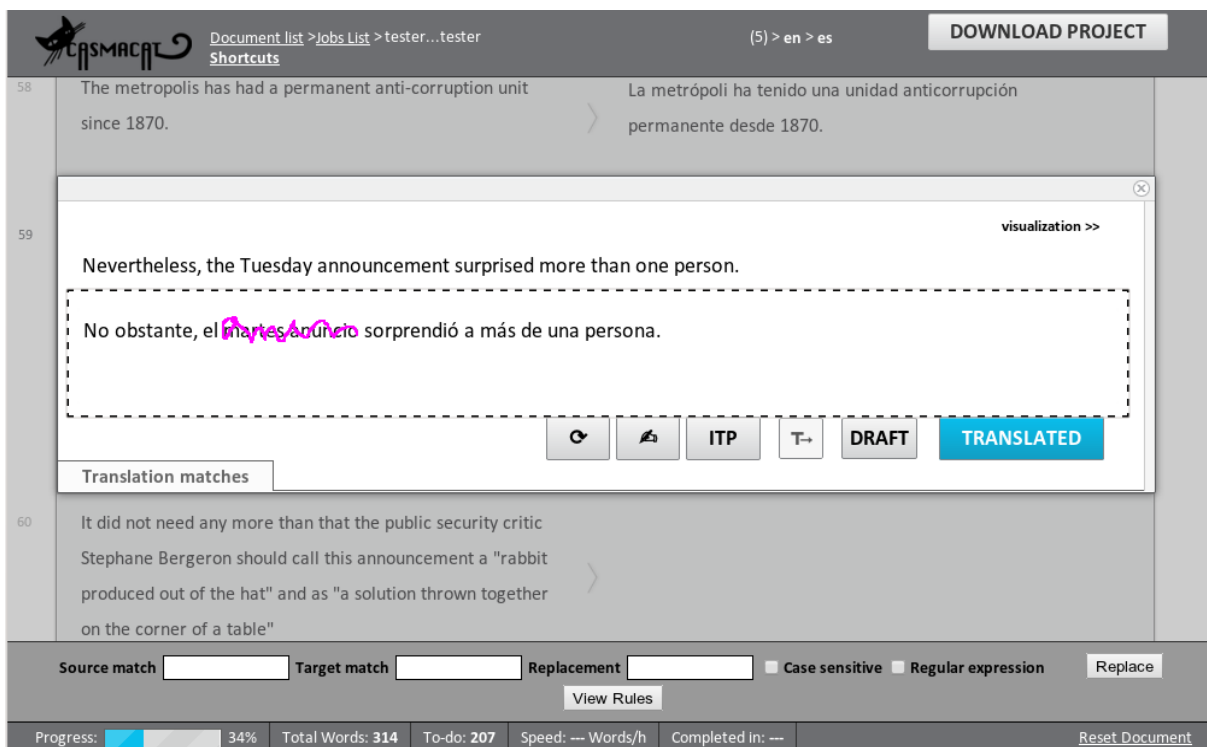 CASMACAT
Document list >Jobs List > tester...tester
Shortcuts
(5) > en > es
DOWNLOAD PROJECT
58
The metropolis has had a permanent anti-corruption unit
since 1870.
La metrópoli ha tenido una unidad anticorrupción
permanente desde 1870.
59
visualization >>
Nevertheless, the Tuesday announcement surprised more than one person.
No obstante, el martes anuncio sorprendió a más de una persona.
ITP
T→
DRAFT
TRANSLATED
Translation matches
60
It did not need any more than that the public security critic
Stephane Bergeron should call this announcement a "rabbit
produced out of the hat" and as "a solution thrown together
on the corner of a table"
Source match
Target match
Replacement
Case sensitive
Regular expression
Replace
View Rules
Progress: 34% Total Words: 314 To-do: 207 Speed: --- Words/h Completed in: --- Reset Document